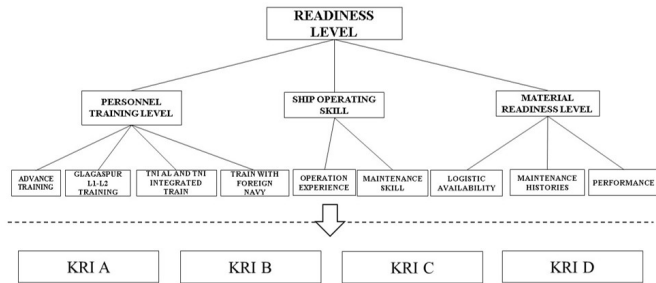 READINESS
LEVEL
PERSONNEL
TRAINING LEVEL
SHIP OPERATING
SKILL
MATERIAL
READINESS LEVEL
ADVANCE
TRAINING
GLAGASPUR
L1-L2
TRAINING
TNI AL AND TNI
INTEGRATED
TRAIN
TRAIN WITH
FOREIGN
NAVY
OPERATION
EXPERIENCE
MAINTENANCE
SKILL
LOGISTIC
AVAILABILITY
MAINTENANCE
HISTORIES
PERFORMANCE
KRI A
KRI B
KRI C
KRI D